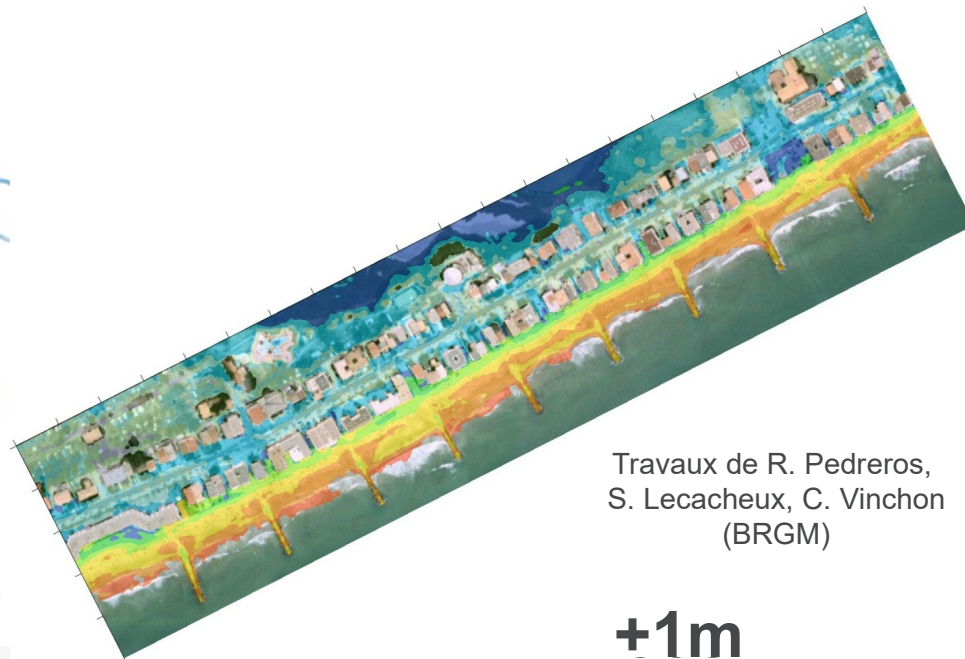 Travaux de R. Pedreros,
S. Lecacheux, C. Vinchon
(BRGM)
+1m